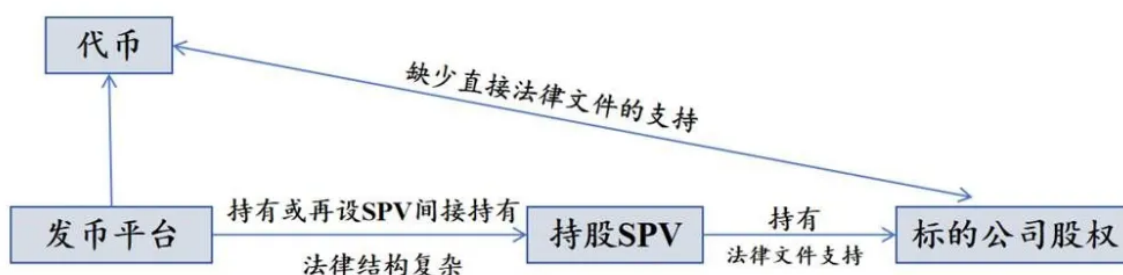 代币
缺少直接法律文件的支持
发币平台
持有或再设SPV间接持有
法律结构复杂
持股SPV
持有
法律文件支持
标的公司股权